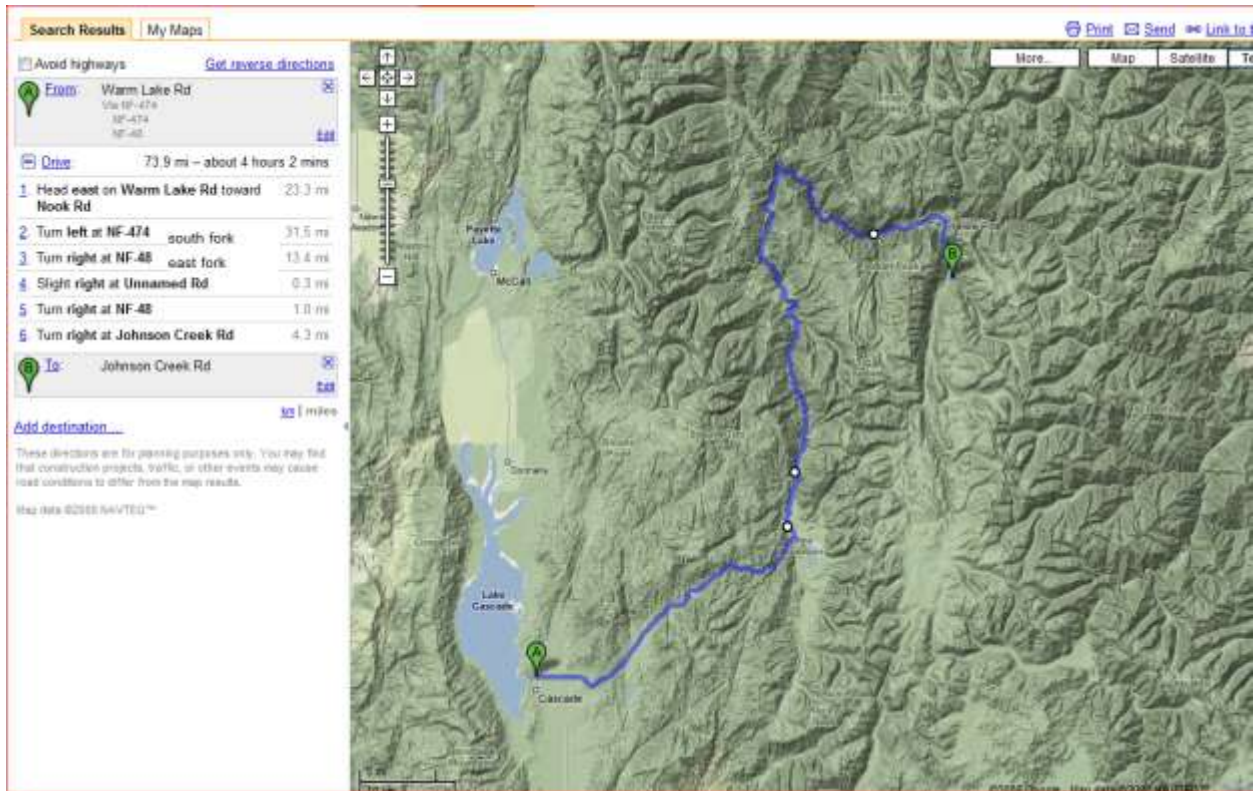 Search Results My Maps
Print Send Link to t
Avoid highways Get reverse directions
More... Map Satellite Te
A From: Warm Lake Rd
Via NF-474
NF-474
NF-48
Edit
Drive 73.9 mi – about 4 hours 2 mins
1. Head east on Warm Lake Rd toward 23.3 mi
Nook Rd
2. Turn left at NF-474 south fork 31.5 mi
3. Turn right at NF-48 east fork 13.4 mi
4. Slight right at Unnamed Rd 0.3 mi
5. Turn right at NF-48 1.0 mi
6. Turn right at Johnson Creek Rd 4.3 mi
B To: Johnson Creek Rd
Edit
km | miles
Add destination ...
These directions are for planning purposes only. You may find
that construction projects, traffic, or other events may cause
road conditions to differ from the map results.
Map data ©2008 NAVTEQ™
Payette
Lake
McCall
B
Donnelly
Lake
Cascade
A
Cascade